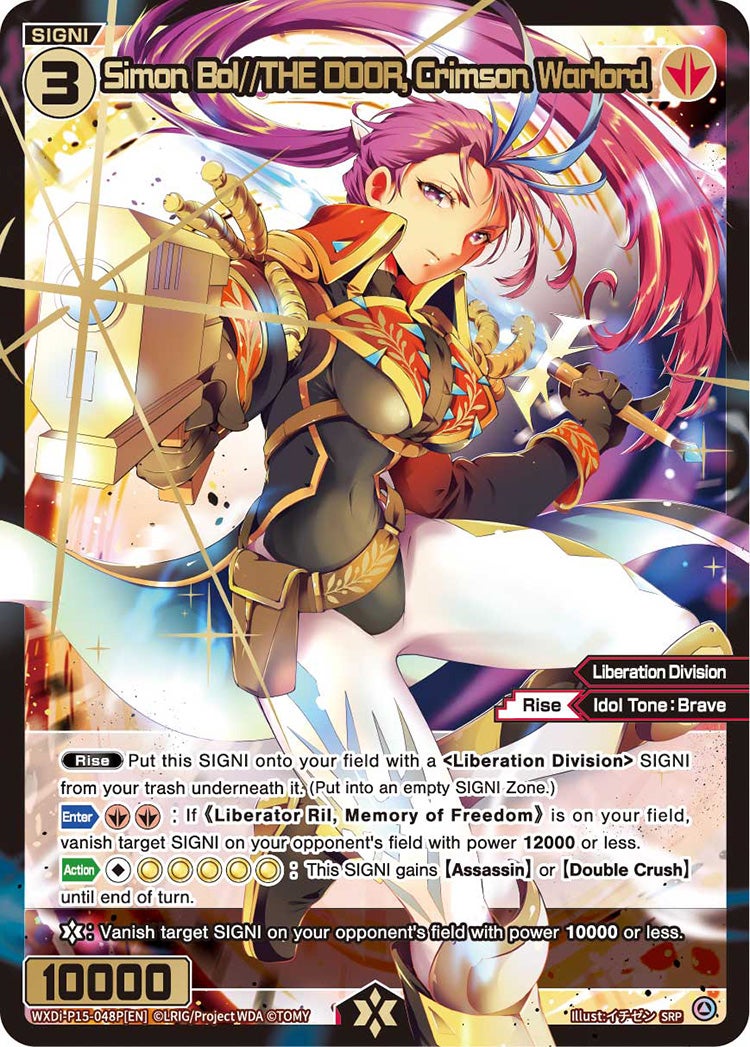 SIGNI
3
Simon Bol//THE DOOR, Crimson Warlord
Liberation Division
Rise
Idol Tone:Brave
Rise Put this SIGNI onto your field with a <Liberation Division> SIGNI
from your trash underneath it. (Put into an empty SIGNI Zone.)
Enter : If 《Liberator Ril, Memory of Freedom》 is on your field,
vanish target SIGNI on your opponent's field with power 12000 or less.
Action : This SIGNI gains 【Assassin】 or 【Double Crush】
until end of turn.
: Vanish target SIGNI on your opponent's field with power 10000 or less.
10000
WXDi-P15-048P[EN] ©LRIG/Project WDA ©TOMY
Illust:イチゼン SRP